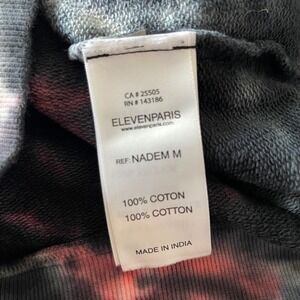 CA # 25505
RN # 143186
ELEVENPARIS
www.elevenparis.com
REF: NADEM M
100% COTON
100% COTTON
MADE IN INDIA